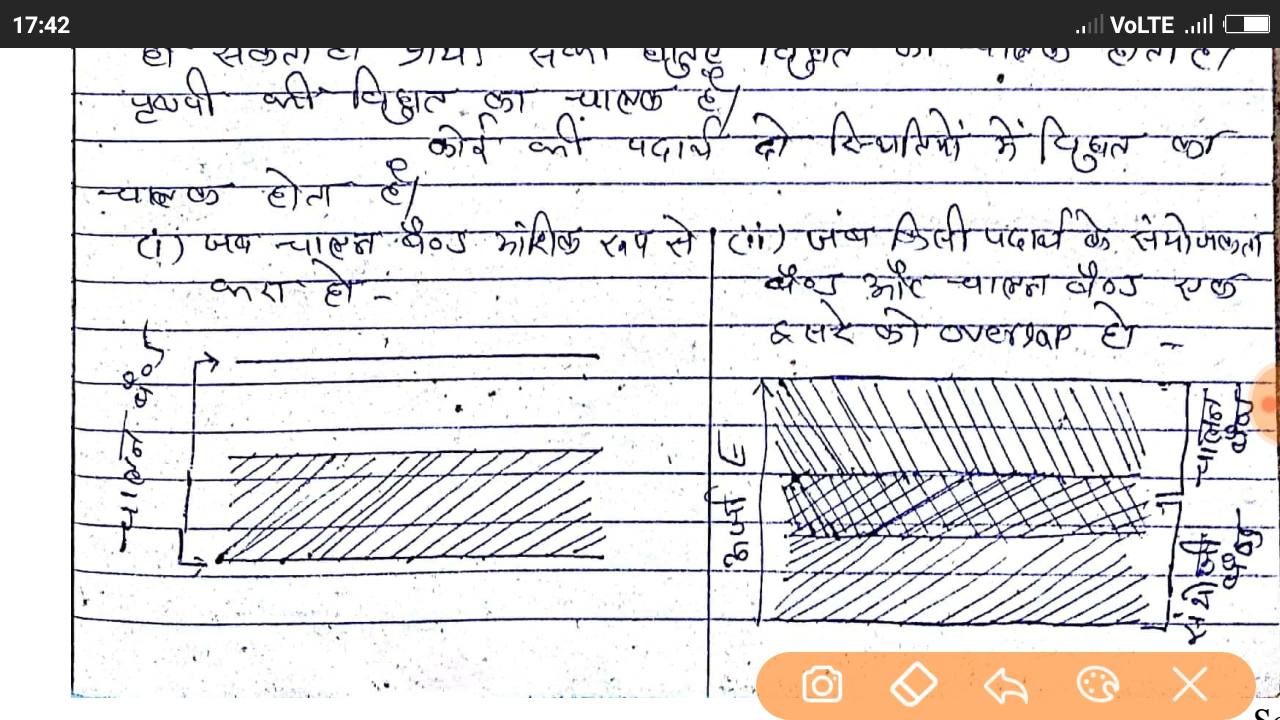 17:42
VoLTE
पृथ्वी भी विद्युत का चालक है।
कोई भी पदार्थ दो स्थितियों में विद्युत का
चालक होता है।
(i) जब चालन बैण्ड आंशिक रूप से
भरा हो -
चालन बैण्ड
(ii) जब किसी पदार्थ के संयोजकता
बैण्ड और चालन बैण्ड एक
दूसरे को overlap हो -
ऊर्जा E
चालन बैण्ड
संयोजी बैण्ड